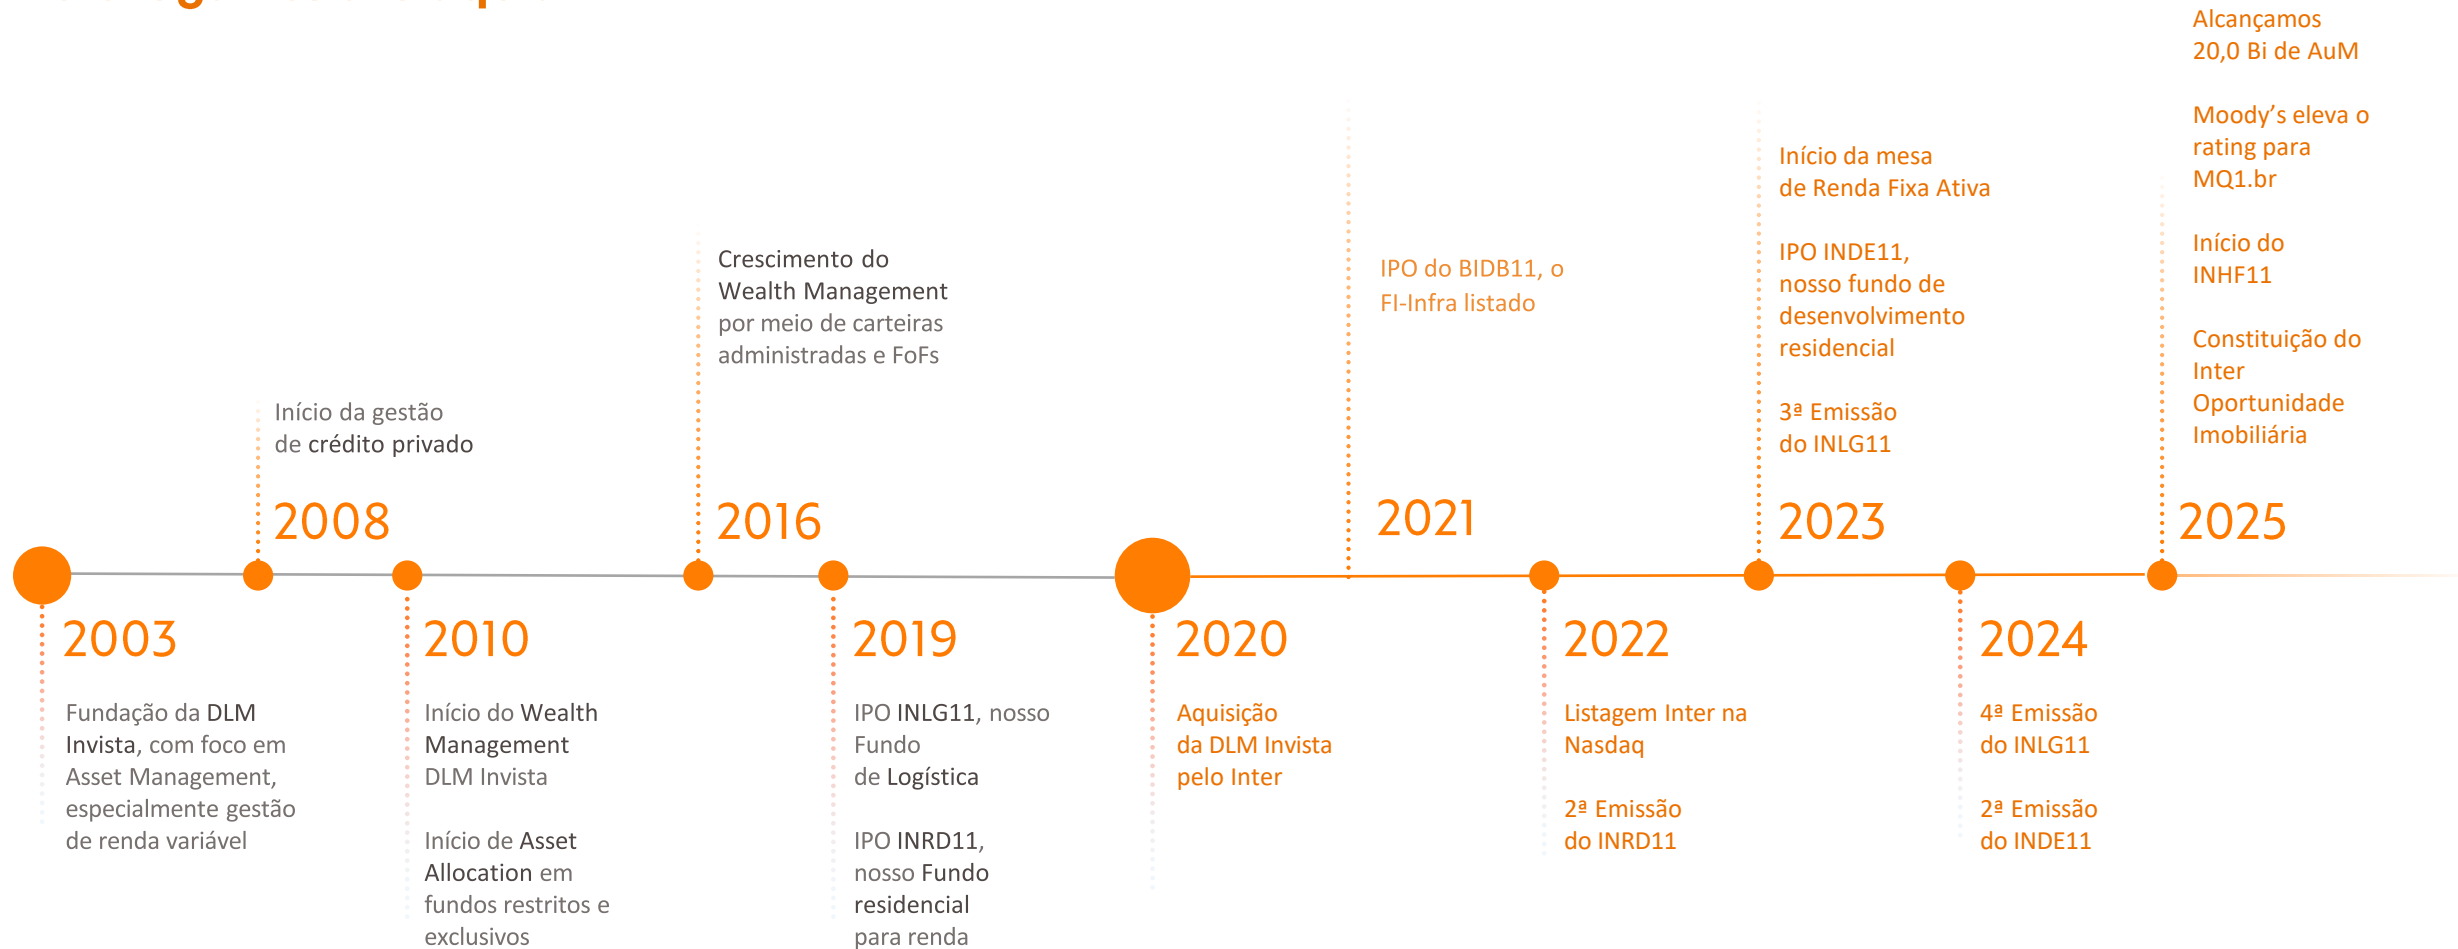 2003
Fundação da DLM
Invista, com foco em
Asset Management,
especialmente gestão
de renda variável
Início da gestão
de crédito privado
2008
2010
Início do Wealth
Management
DLM Invista
Início de Asset
Allocation em
fundos restritos e
exclusivos
Crescimento do
Wealth Management
por meio de carteiras
administradas e FoFs
2016
2019
IPO INLG11, nosso
Fundo
de Logística
IPO INRD11,
nosso Fundo
residencial
para renda
2020
Aquisição
da DLM Invista
pelo Inter
IPO do BIDB11, o
FI-Infra listado
2021
2022
Listagem Inter na
Nasdaq
2ª Emissão
do INRD11
Início da mesa
de Renda Fixa Ativa
IPO INDE11,
nosso fundo de
desenvolvimento
residencial
3ª Emissão
do INLG11
2023
2024
4ª Emissão
do INLG11
2ª Emissão
do INDE11
Alcançamos
20,0 Bi de AuM
Moody’s eleva o
rating para
MQ1.br
Início do
INHF11
Constituição do
Inter
Oportunidade
Imobiliária
2025